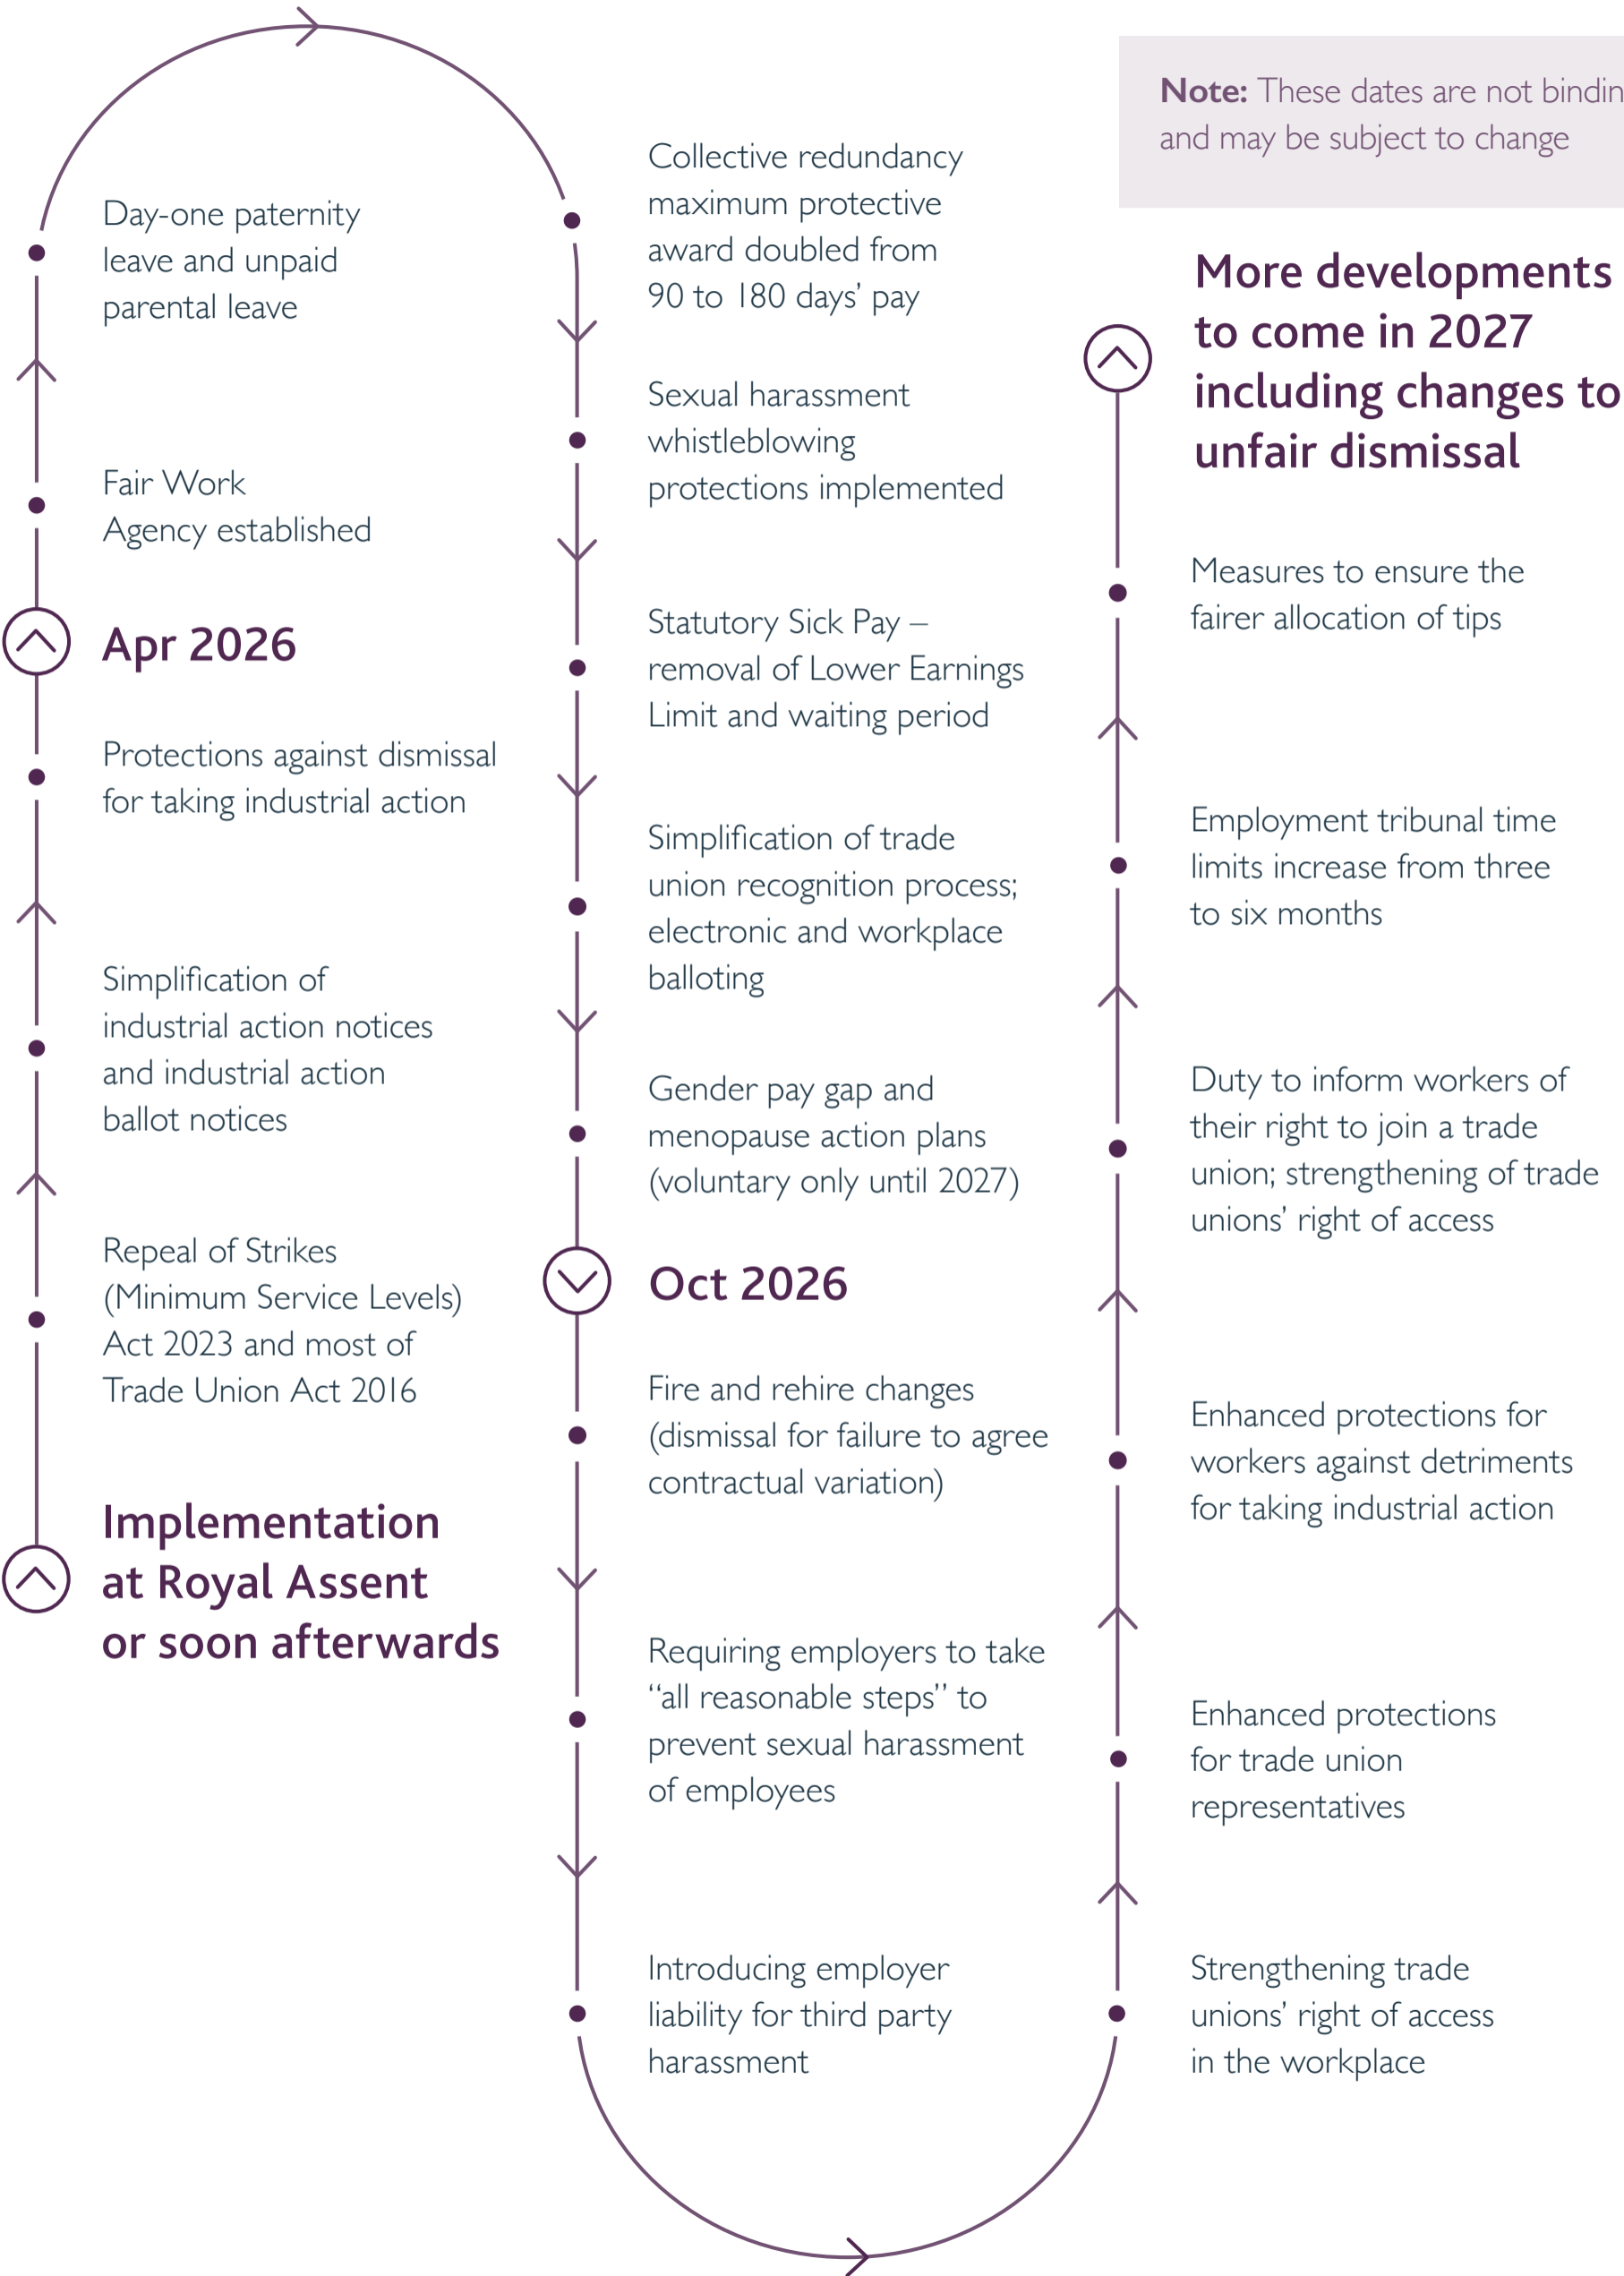 Day-one paternity
leave and unpaid
parental leave
Fair Work
Agency established
Apr 2026
Protections against dismissal
for taking industrial action
Simplification of
industrial action notices
and industrial action
ballot notices
Repeal of Strikes
(Minimum Service Levels)
Act 2023 and most of
Trade Union Act 2016
Implementation
at Royal Assent
or soon afterwards
Collective redundancy
maximum protective
award doubled from
90 to 180 days’ pay
Sexual harassment
whistleblowing
protections implemented
Statutory Sick Pay –
removal of Lower Earnings
Limit and waiting period
Simplification of trade
union recognition process;
electronic and workplace
balloting
Gender pay gap and
menopause action plans
(voluntary only until 2027)
Oct 2026
Fire and rehire changes
(dismissal for failure to agree
contractual variation)
Requiring employers to take
“all reasonable steps” to
prevent sexual harassment
of employees
Introducing employer
liability for third party
harassment
Note: These dates are not bindin
and may be subject to change
More developments
to come in 2027
including changes to
unfair dismissal
Measures to ensure the
fairer allocation of tips
Employment tribunal time
limits increase from three
to six months
Duty to inform workers of
their right to join a trade
union; strengthening of trade
unions’ right of access
Enhanced protections for
workers against detriments
for taking industrial action
Enhanced protections
for trade union
representatives
Strengthening trade
unions’ right of access
in the workplace